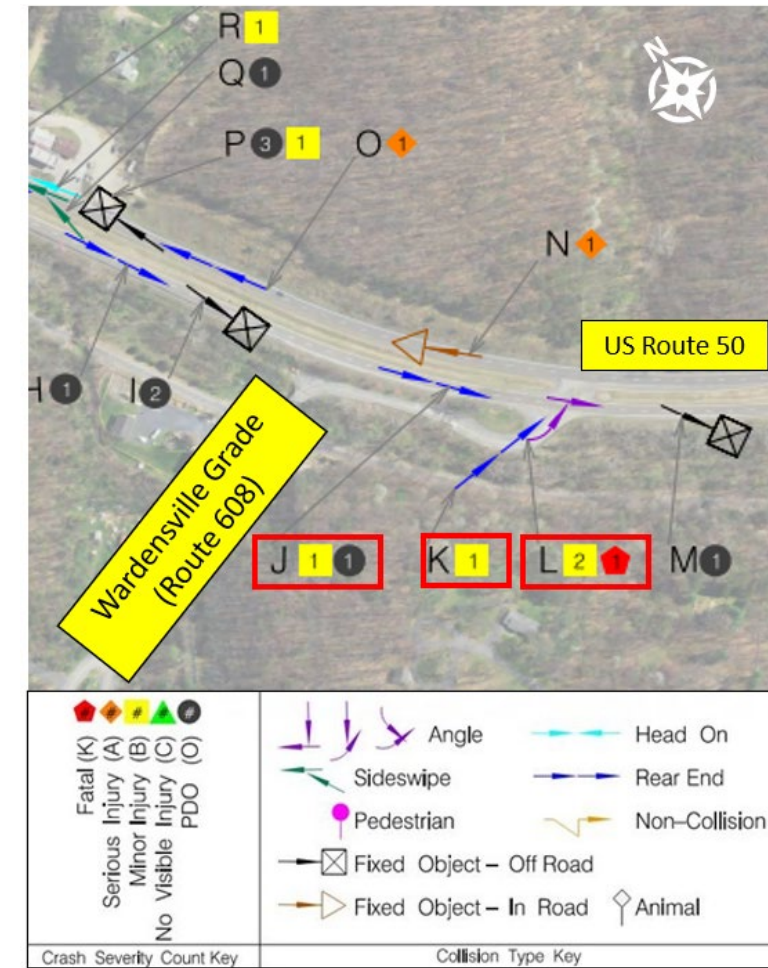 R 1
Q 1
P 3 1
O 1
N
N 1
US Route 50
H 1
I 2
Wardensville Grade
(Route 608)
J 1 1
K 1
L 2 1
M 1
# # # # #
Fatal (K)
Serious Injury (A)
Minor Injury (B)
No Visible Injury (C)
PDO (O)
Crash Severity Count Key
Angle
Head On
Sideswipe
Rear End
Pedestrian
Non-Collision
Fixed Object - Off Road
Fixed Object - In Road
Animal
Collision Type Key